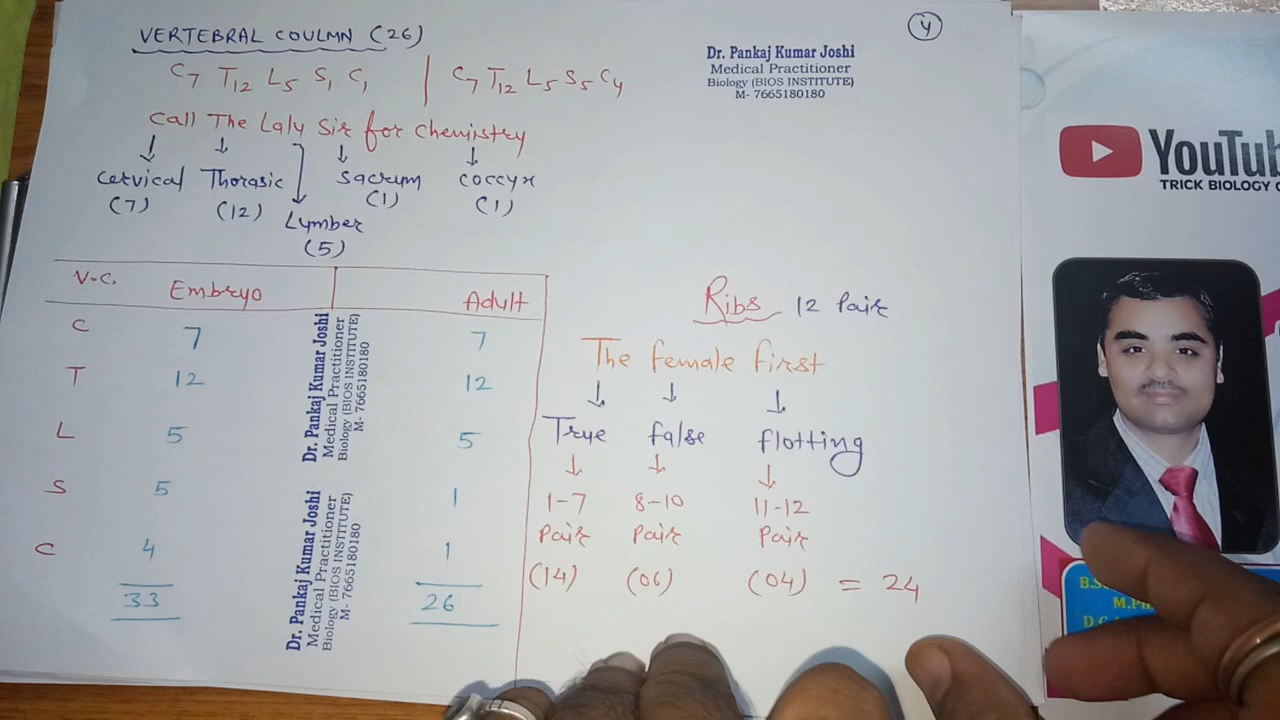 VERTEBRAL COULMN (26)
4
Dr. Pankaj Kumar Joshi
Medical Practitioner
Biology (BIOS INSTITUTE)
M- 7665180180
C7 T12 L5 S1 C1 | C7 T12 L5 S5 C4
Call The Laly Sir for chemistry
Cervical Thorasic Sacrum Coccyx
(7) (12) (1) (1)
Lymber
(5)
V.C. Embryo Adult
C 7 7
T 12 12
L 5 5
S 5 1
C 4 1
33 26
Dr. Pankaj Kumar Joshi
Medical Practitioner
Biology (BIOS INSTITUTE)
M- 7665180180
Dr. Pankaj Kumar Joshi
Medical Practitioner
Biology (BIOS INSTITUTE)
M- 7665180180
Ribs 12 Pair
The female first
Trye false flotting
1-7 8-10 11-12
Pair Pair Pair
(14) (06) (04) = 24
YouTub
TRICK BIOLOGY
B.S
M.P